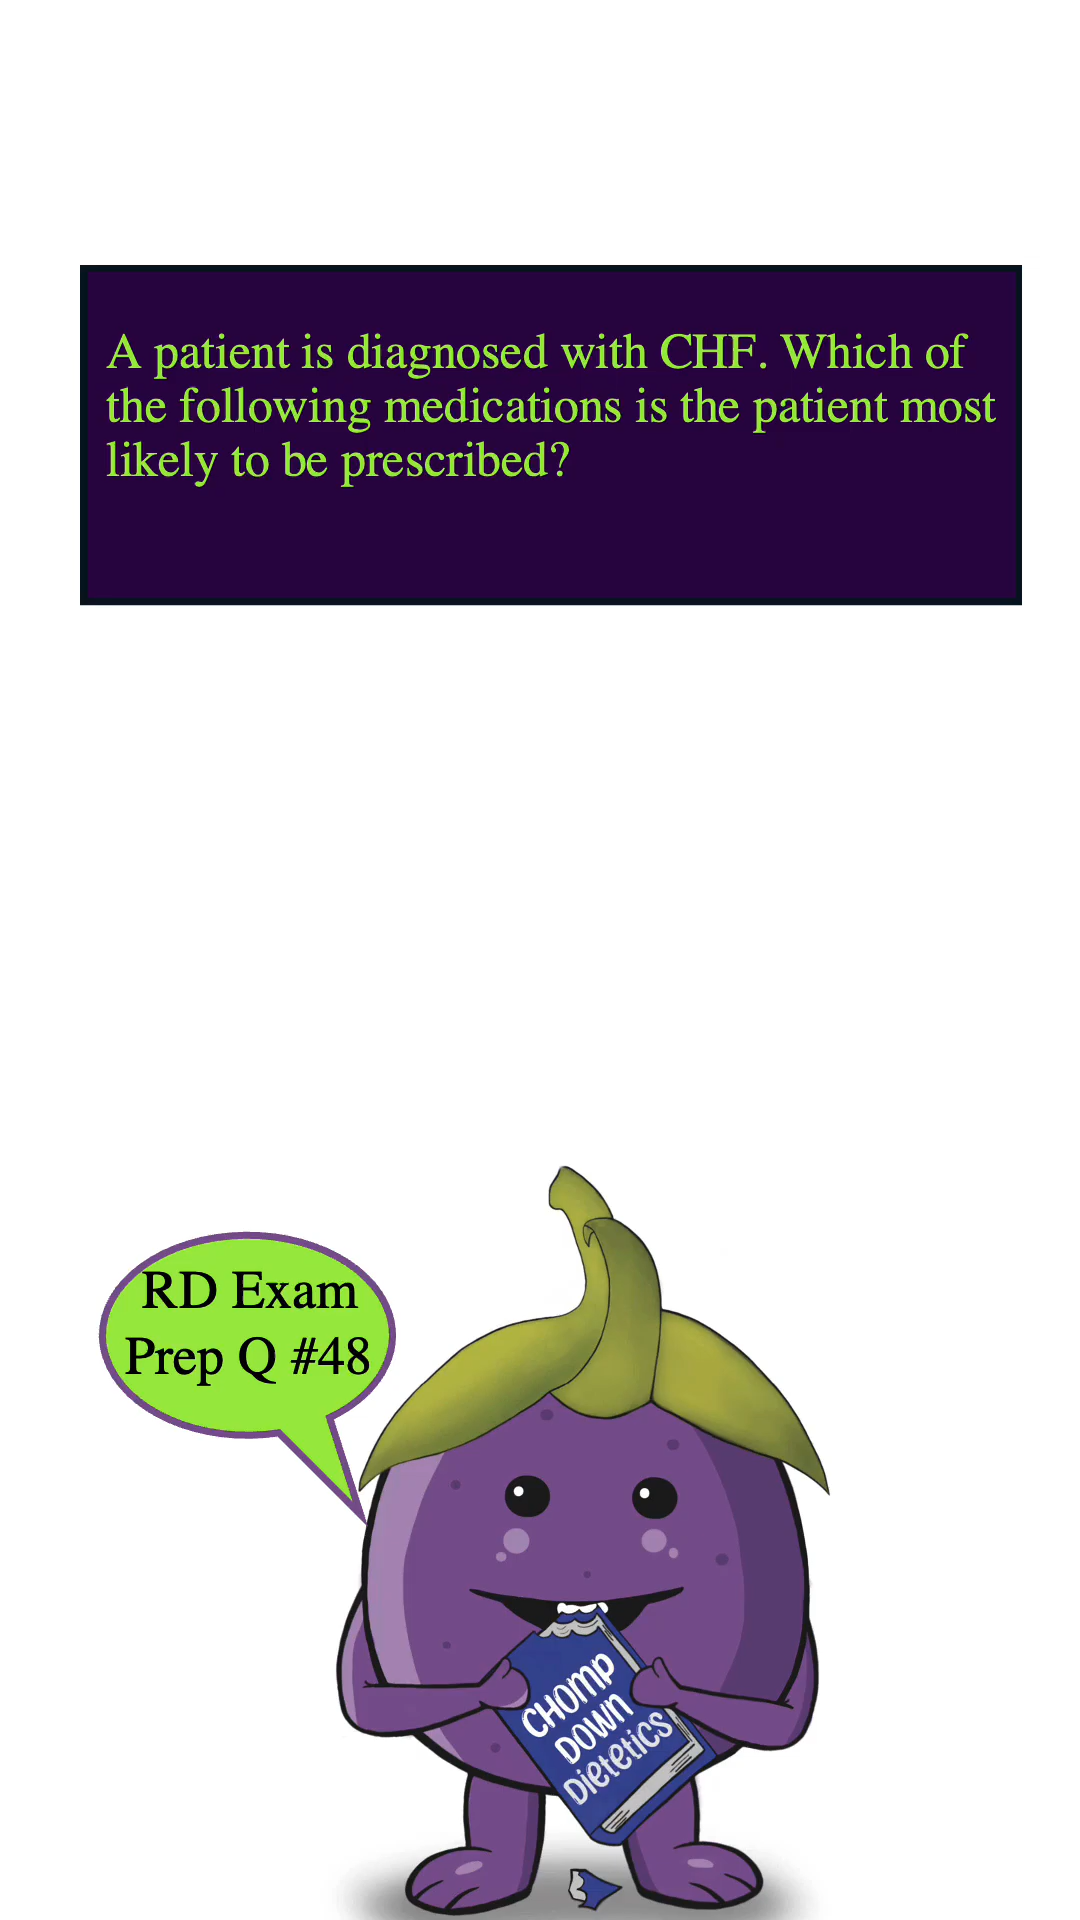 A patient is diagnosed with CHF. Which of
the following medications is the patient most
likely to be prescribed?
RD Exam
Prep Q #48
CHOMP
DOWN
Dietetics